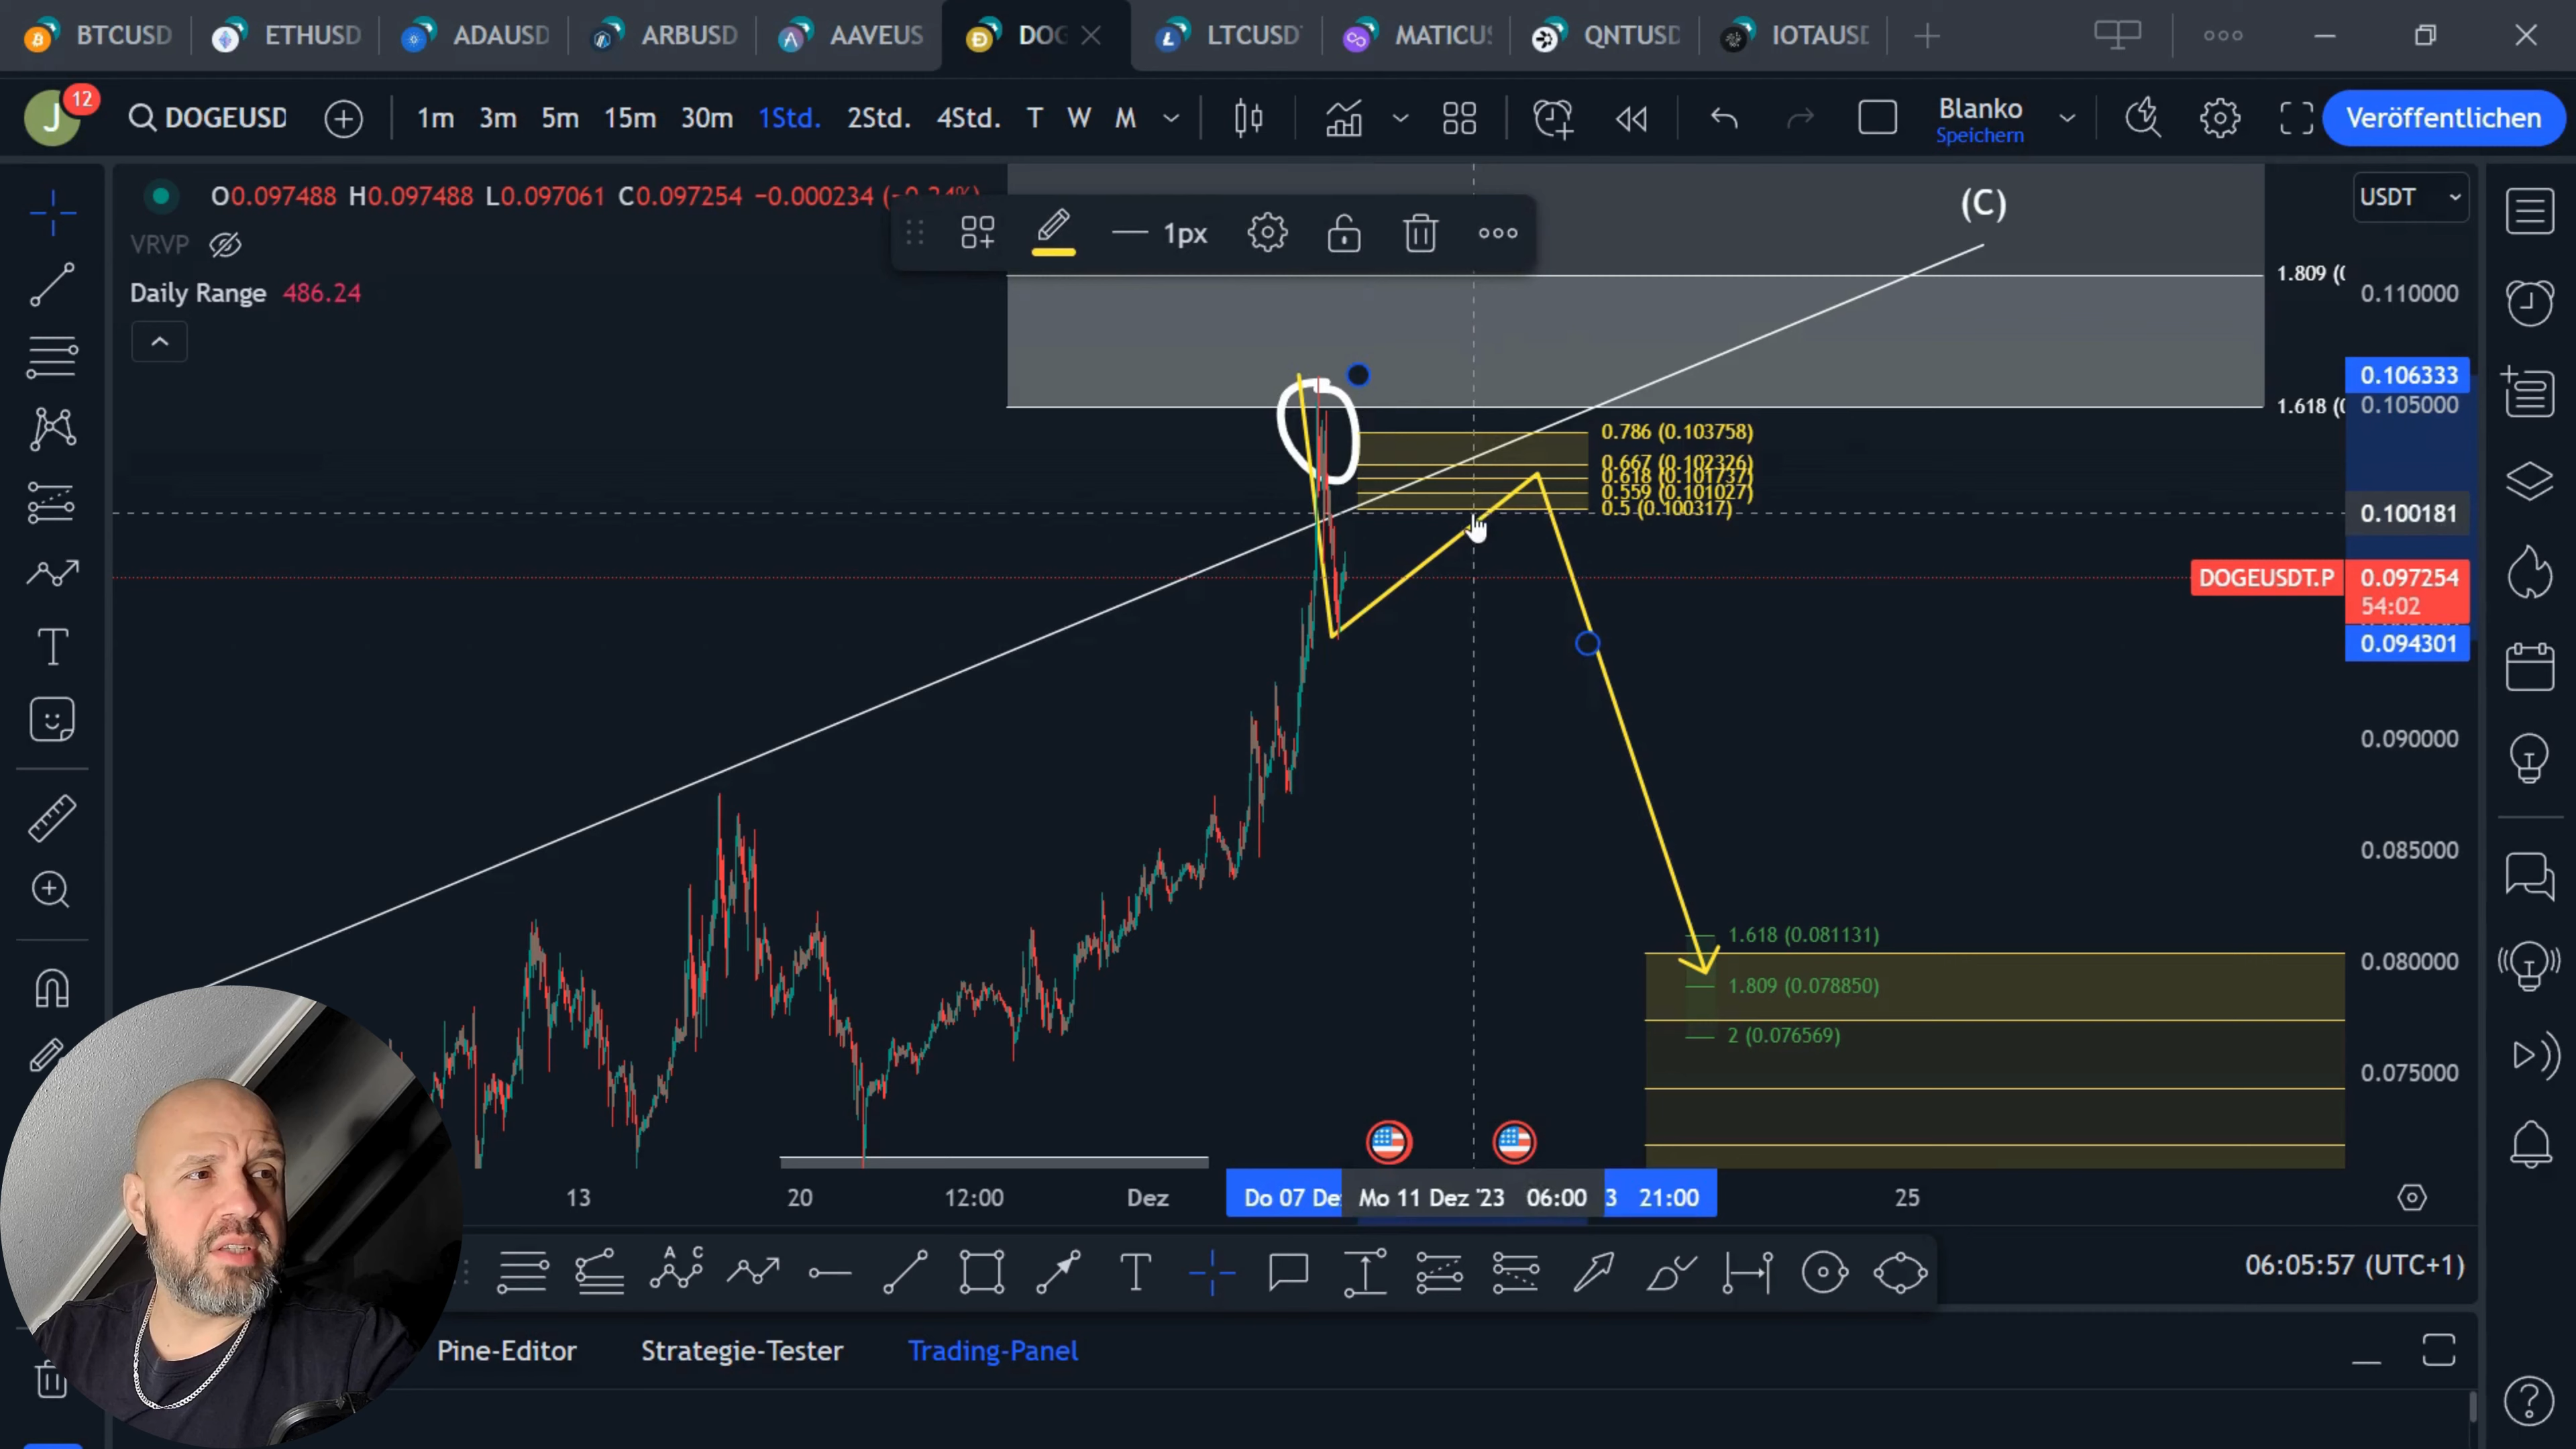 BTCUSD ETHUSD ADAUSD ARBUSD AAVEUS DOG LTCUSDT MATICUS QNTUSD IOTAUSD
J 12 DOGEUSD 1m 3m 5m 15m 30m 1Std. 2Std. 4Std. T W M Blanko Veröffentlichen
Speichern
O0.097488 H0.097488 L0.097061 C0.097254 −0.000234 (−0.24%) USDT
(C)
VRVP
1px
Daily Range 486.24
1.809 (
0.110000
0.106333
1.618 (
0.105000
0.786 (0.103758)
0.667 (0.102326)
0.618 (0.101737)
0.559 (0.101027)
0.5 (0.100317)
0.100181
DOGEUSDT.P 0.097254
54:02
0.094301
0.090000
0.085000
1.618 (0.081131)
0.080000
1.809 (0.078850)
2 (0.076569)
0.075000
13 20 12:00 Dez Do 07 De Mo 11 Dez '23 06:00 3 21:00 25
A C T
06:05:57 (UTC+1)
Pine-Editor Strategie-Tester Trading-Panel